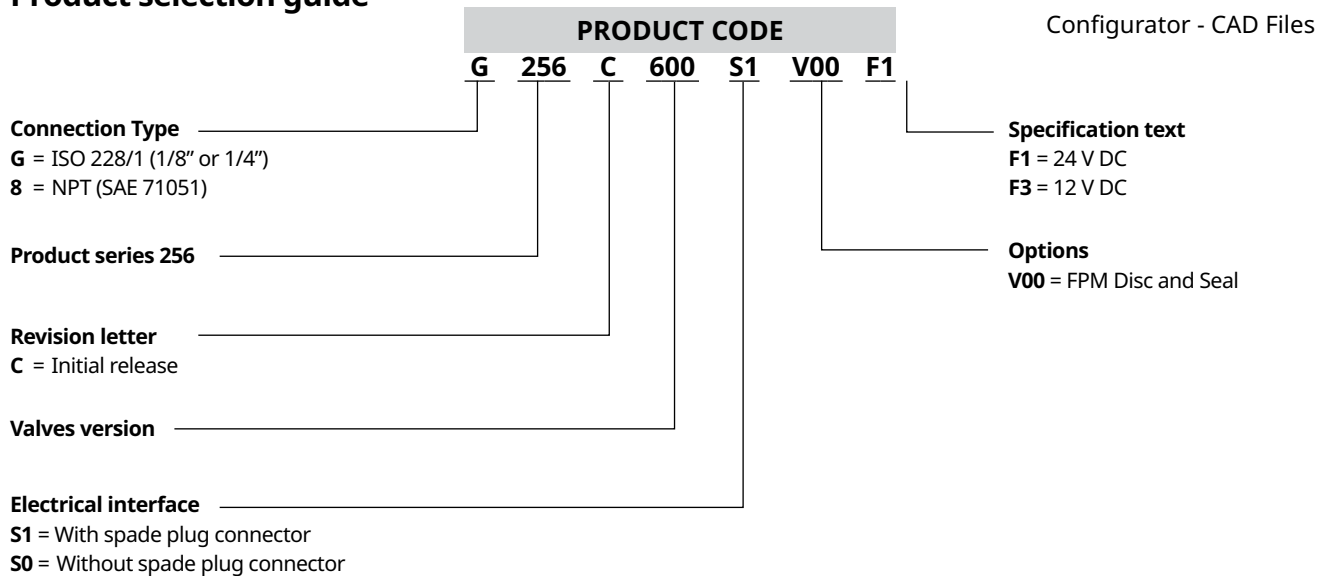 Product selection guide
Configurator - CAD Files
PRODUCT CODE
G 256 C 600 S1 V00 F1
Connection Type
G = ISO 228/1 (1/8” or 1/4”)
8 = NPT (SAE 71051)
Product series 256
Revision letter
C = Initial release
Valves version
Electrical interface
S1 = With spade plug connector
S0 = Without spade plug connector
Specification text
F1 = 24 V DC
F3 = 12 V DC
Options
V00 = FPM Disc and Seal